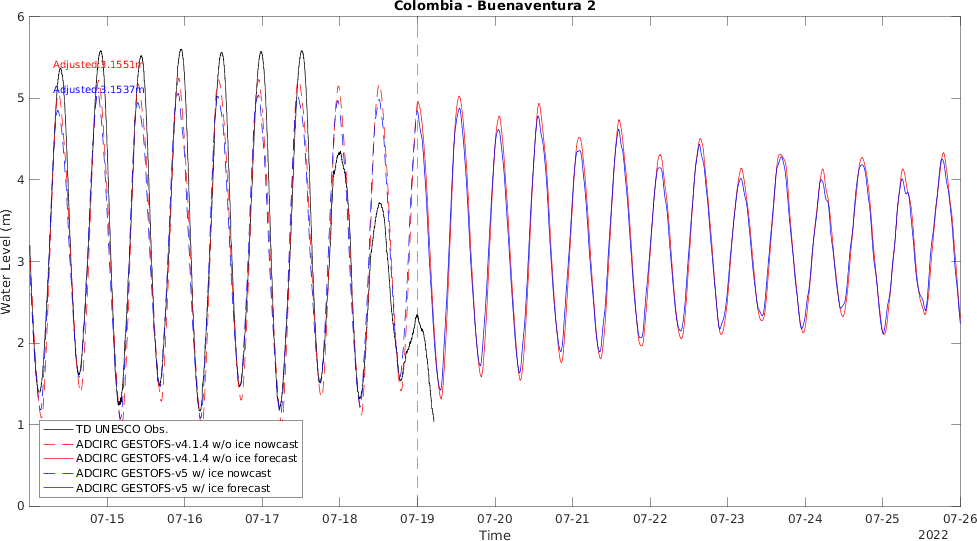 Colombia - Buenaventura 2
Water Level (m)
6
5
4
3
2
1
0
Adjusted:3.1551m
Adjusted:3.1537m
TD UNESCO Obs.
ADCIRC GESTOFS-v4.1.4 w/o ice nowcast
ADCIRC GESTOFS-v4.1.4 w/o ice forecast
ADCIRC GESTOFS-v5 w/ ice nowcast
ADCIRC GESTOFS-v5 w/ ice forecast
07-15 07-16 07-17 07-18 07-19 07-20 07-21 07-22 07-23 07-24 07-25 07-26
Time
2022